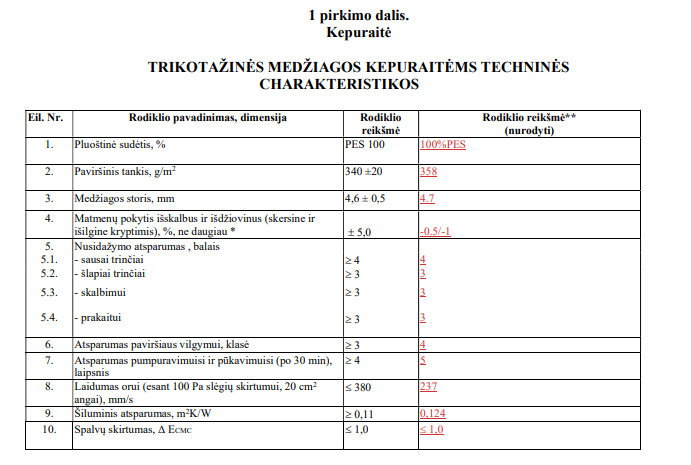 1 pirkimo dalis.
Kepuraitė
TRIKOTAŽINĖS MEDŽIAGOS KEPURAITĖMS TECHNINĖS
CHARAKTERISTIKOS
Eil. Nr. Rodiklio pavadinimas, dimensija Rodiklio reikšmė Rodiklio reikšmė** (nurodyti)
1. Pluoštinė sudėtis, % PES 100 100%PES
2. Paviršinis tankis, g/m² 340 ±20 358
3. Medžiagos storis, mm 4,6 ± 0,5 4.7
4. Matmenų pokytis išskalbus ir išdžiovinus (skersine ir
išilgine kryptimis), %, ne daugiau * ± 5,0 -0.5/-1
5. Nusidažymo atsparumas , balais
5.1. - sausai trinčiai ≥ 4 4
5.2. - šlapiai trinčiai ≥ 3 3
5.3. - skalbimui ≥ 3 3
5.4. - prakaitui ≥ 3 3
6. Atsparumas paviršiaus vilgymui, klasė ≥ 3 4
7. Atsparumas pumpuravimuisi ir pūkavimuisi (po 30 min),
laipsnis ≥ 4 5
8. Laidumas orui (esant 100 Pa slėgių skirtumui, 20 cm²
angai), mm/s ≤ 380 237
9. Šiluminis atsparumas, m²K/W ≥ 0,11 0,124
10. Spalvų skirtumas, Δ ECMC ≤ 1,0 ≤ 1,0